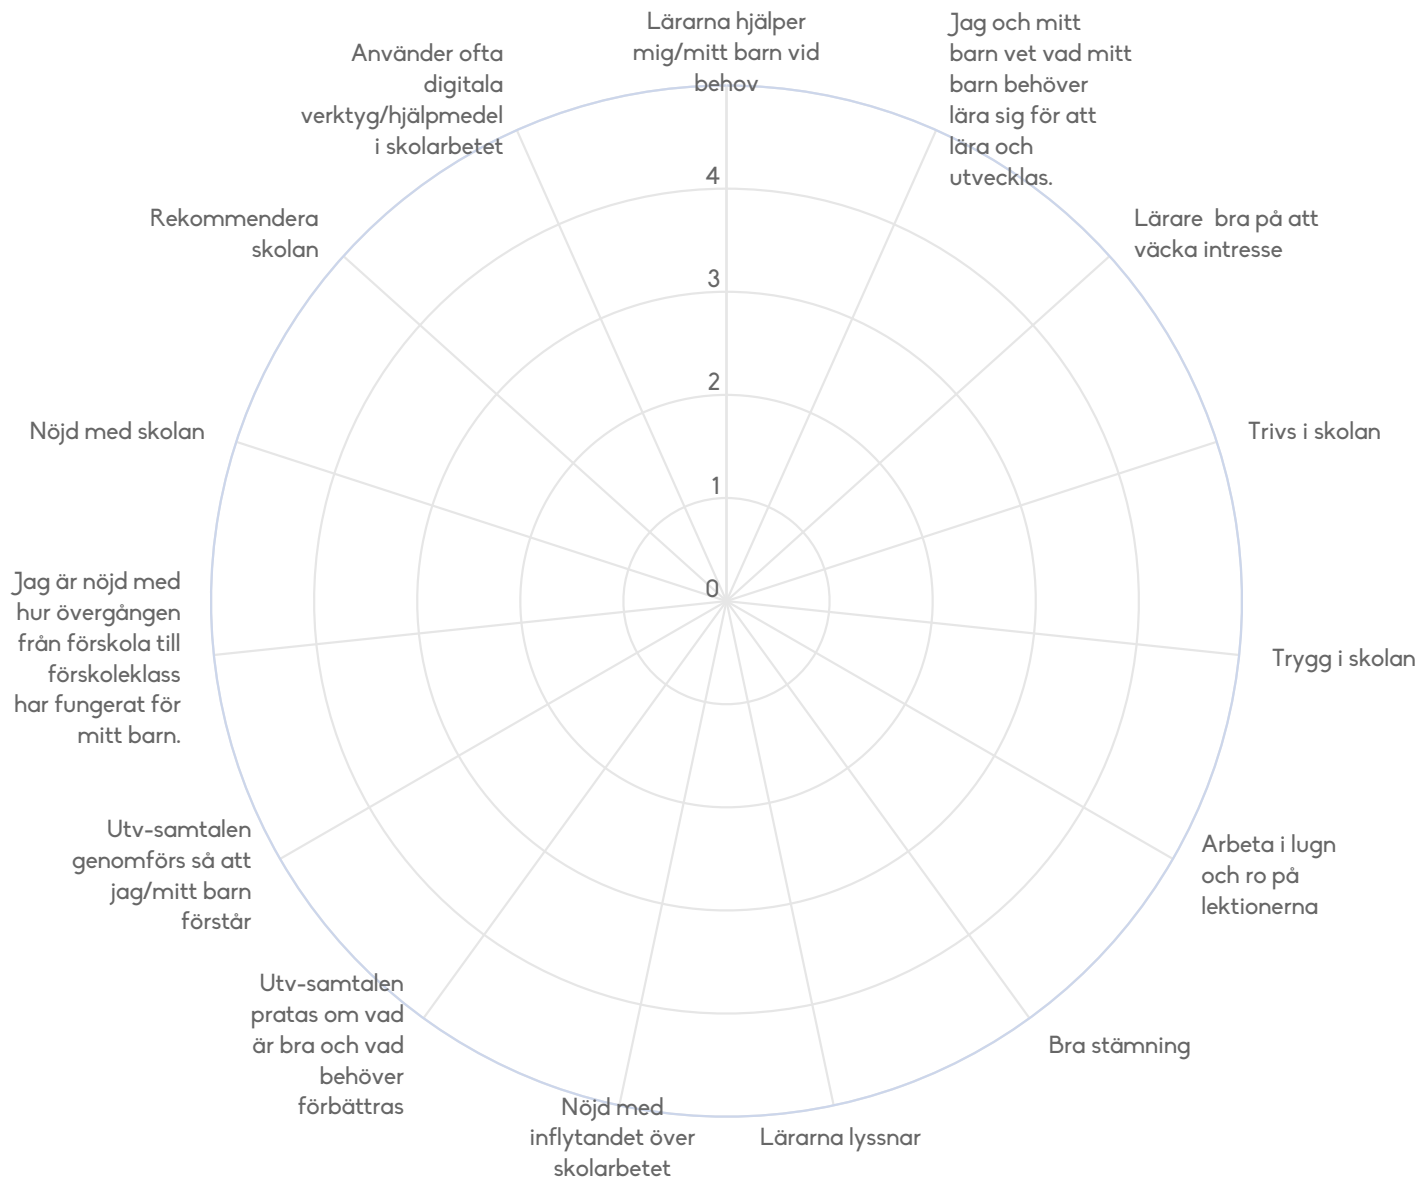 Lärarna hjälper
mig/mitt barn vid
behov
Jag och mitt
barn vet vad mitt
barn behöver
lära sig för att
lära och
utvecklas.
Lärare  bra på att
väcka intresse
Trivs i skolan
Trygg i skolan
Arbeta i lugn
och ro på
lektionerna
Bra stämning
Lärarna lyssnar
Nöjd med
inflytandet över
skolarbetet
Utv-samtalen
pratas om vad
är bra och vad
behöver
förbättras
Utv-samtalen
genomförs så att
jag/mitt barn
förstår
Jag är nöjd med
hur övergången
från förskola till
förskoleklass
har fungerat för
mitt barn.
Nöjd med skolan
Rekommendera
skolan
Använder ofta
digitala
verktyg/hjälpmedel
i skolarbetet
4
3
2
1
0